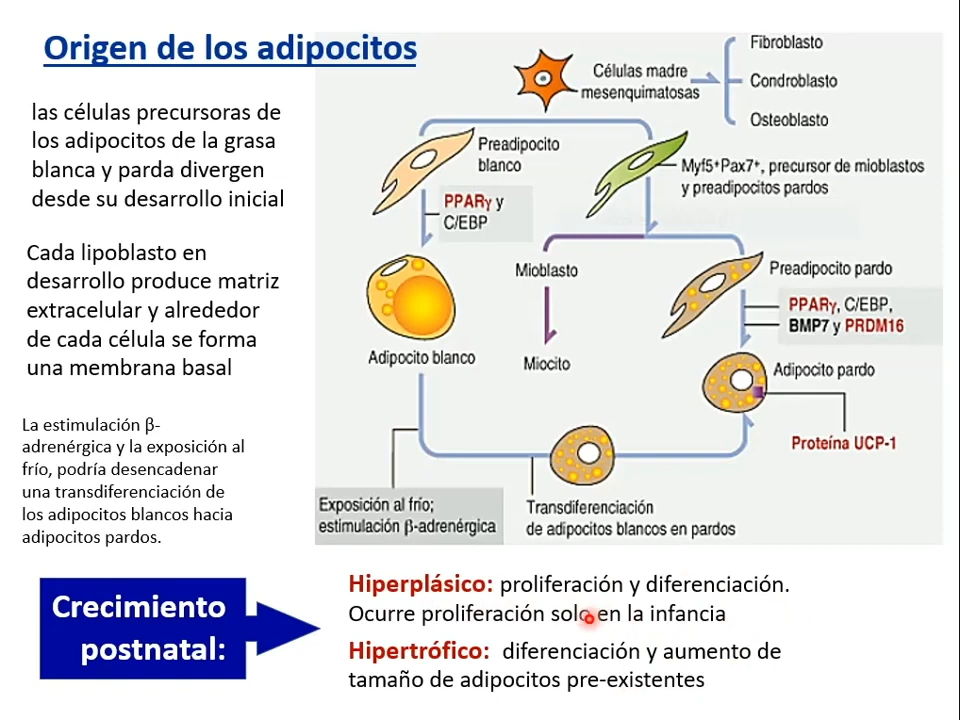 Origen de los adipocitos
las células precursoras de
los adipocitos de la grasa
blanca y parda divergen
desde su desarrollo inicial
Cada lipoblasto en
desarrollo produce matriz
extracelular y alrededor
de cada célula se forma
una membrana basal
La estimulación β-
adrenérgica y la exposición al
frío, podría desencadenar
una transdiferenciación de
los adipocitos blancos hacia
adipocitos pardos.
Células madre
mesenquimatosas
Fibroblasto
Condroblasto
Osteoblasto
Preadipocito
blanco
Myf5⁺Pax7⁺, precursor de mioblastos
y preadipocitos pardos
PPARγ y
C/EBP
Mioblasto
Preadipocito pardo
PPARγ, C/EBP,
BMP7 y PRDM16
Adipocito blanco
Miocito
Adipocito pardo
Proteína UCP-1
Exposición al frío;
estimulación β-adrenérgica
Transdiferenciación
de adipocitos blancos en pardos
Crecimiento
postnatal:
Hiperplásico: proliferación y diferenciación.
Ocurre proliferación solo en la infancia
Hipertrófico: diferenciación y aumento de
tamaño de adipocitos pre-existentes